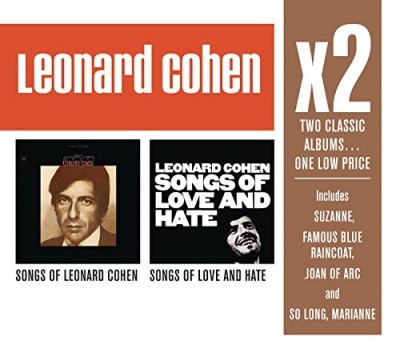 Leonard Cohen
LEONARD COHEN
SONGS OF
LOVE AND
HATE
SONGS OF LEONARD COHEN
SONGS OF LOVE AND HATE
x2
TWO CLASSIC
ALBUMS...
ONE LOW PRICE
Includes
SUZANNE,
FAMOUS BLUE
RAINCOAT,
JOAN OF ARC
and
SO LONG, MARIANNE